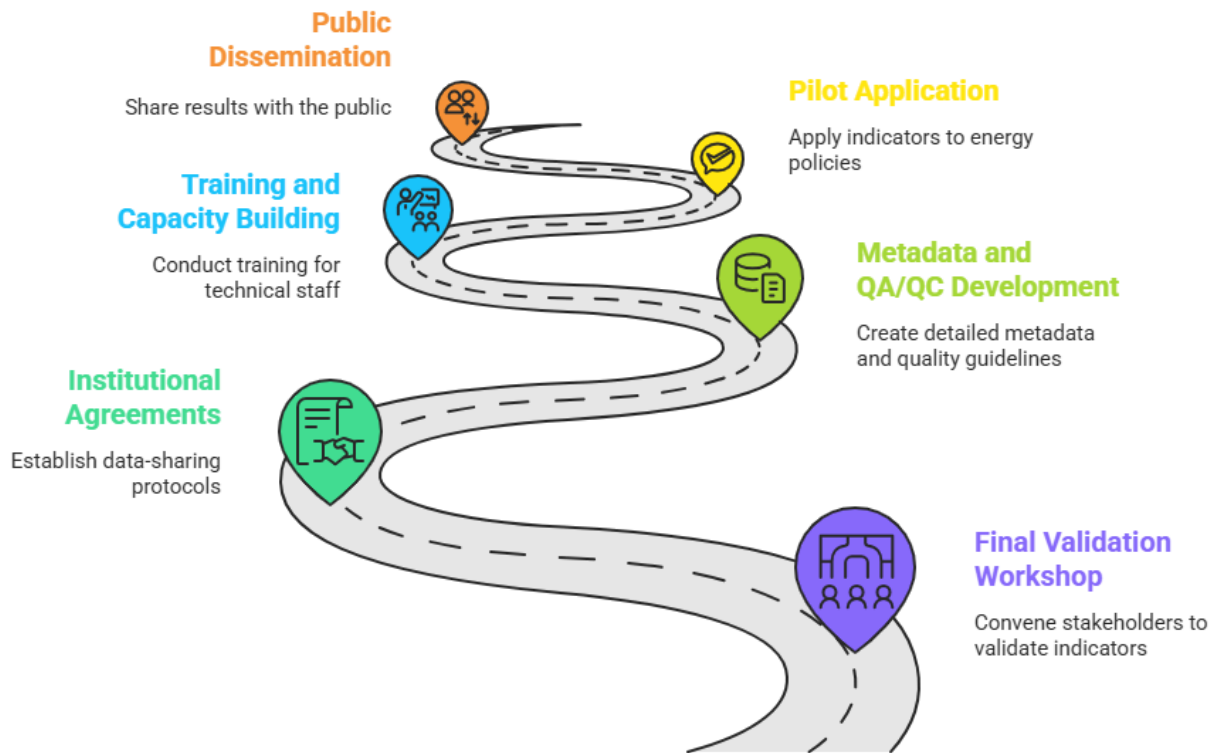 Public
Dissemination
Share results with the public
Pilot Application
Apply indicators to energy
policies
Training and
Capacity Building
Conduct training for
technical staff
Metadata and
QA/QC Development
Create detailed metadata
and quality guidelines
Institutional
Agreements
Establish data-sharing
protocols
Final Validation
Workshop
Convene stakeholders to
validate indicators